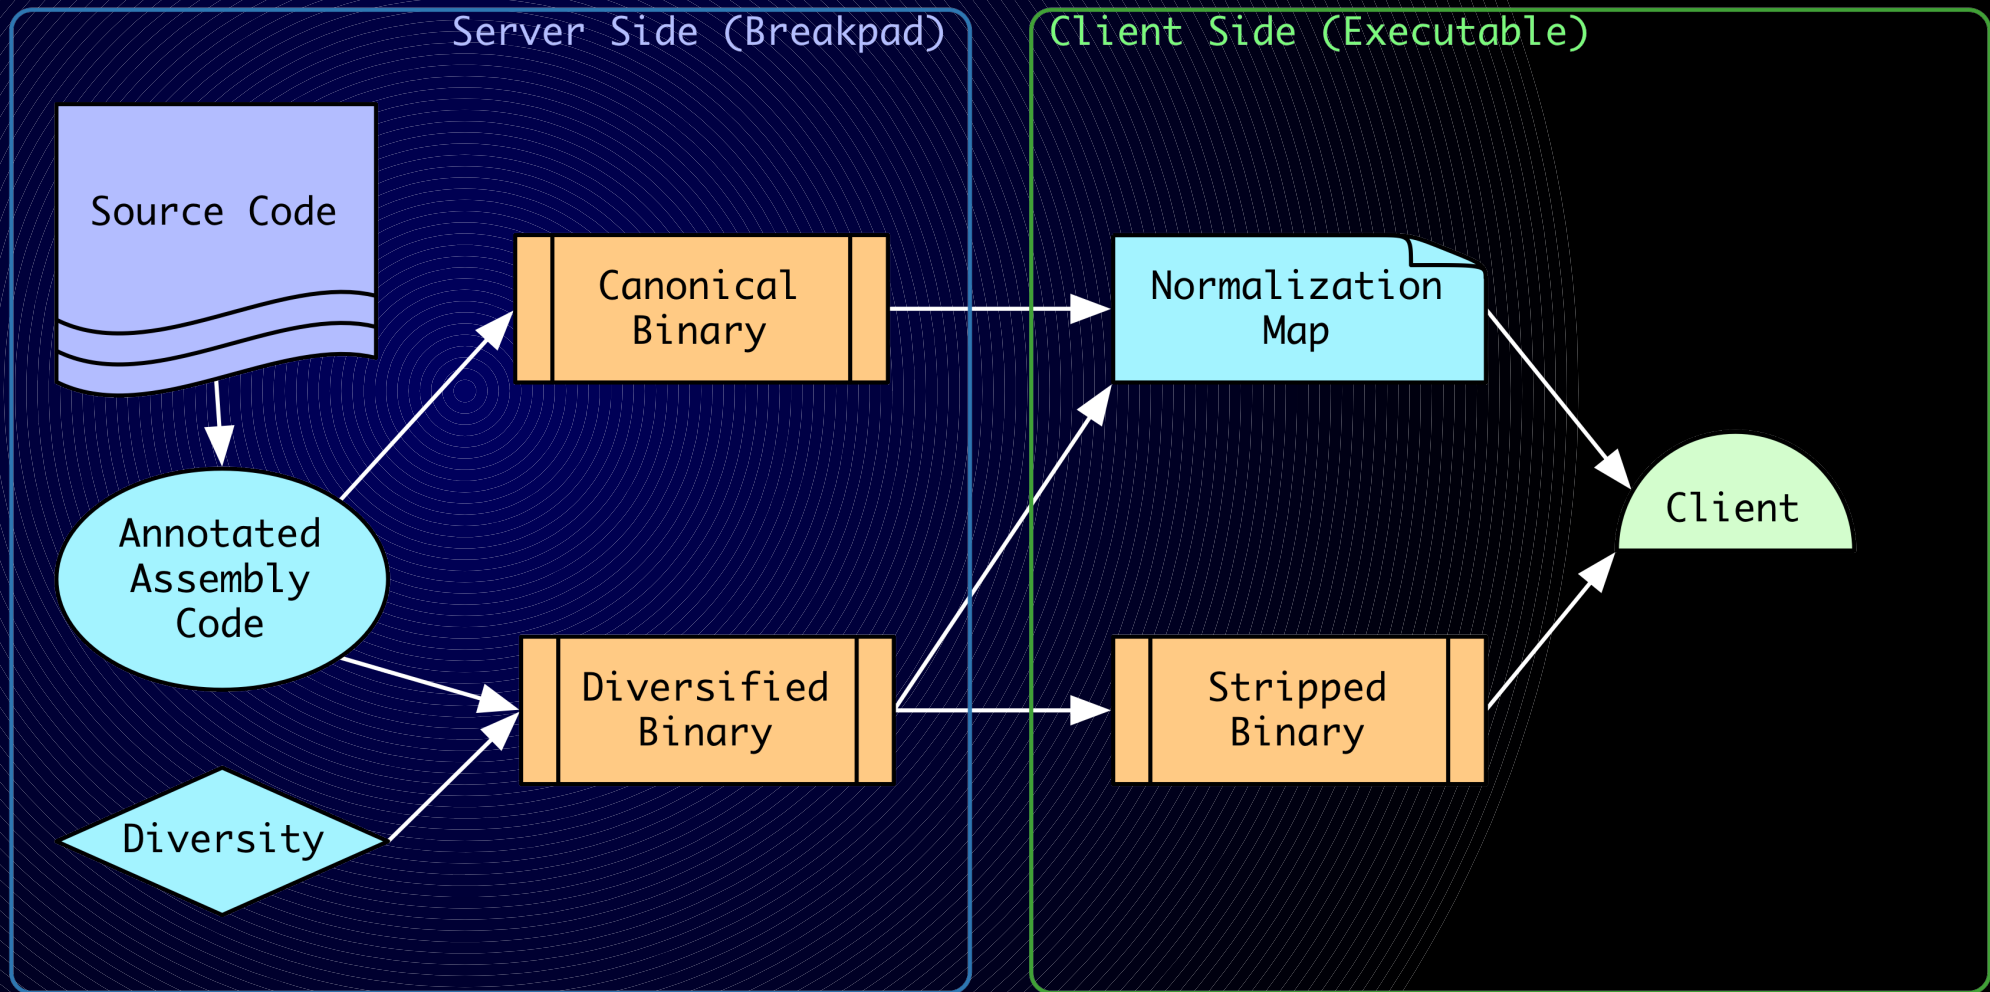 Server Side (Breakpad)
Client Side (Executable)
Source Code
Canonical
Binary
Normalization
Map
Annotated
Assembly
Code
Client
Diversified
Binary
Stripped
Binary
Diversity